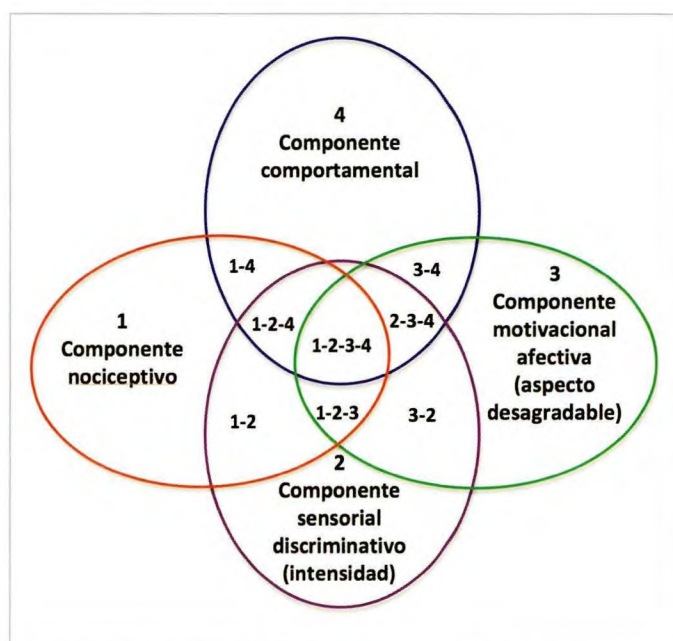 4
Componente
comportamental
1-4
3-4
3
Componente
motivacional
afectiva
(aspecto
desagradable)
1
Componente
nociceptivo
1-2-4
2-3-4
1-2-3-4
1-2
1-2-3
3-2
2
Componente
sensorial
discriminativo
(intensidad)